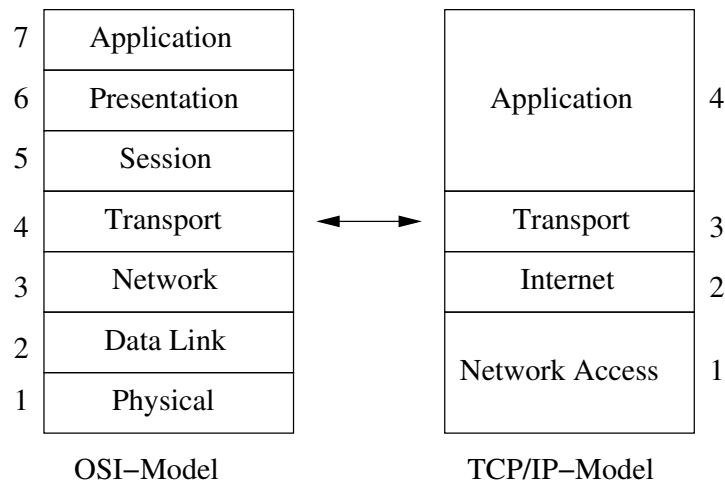 7 Application
6 Presentation
5 Session
4 Transport
3 Network
2 Data Link
1 Physical
OSI–Model
Application 4
Transport 3
Internet 2
Network Access 1
TCP/IP–Model